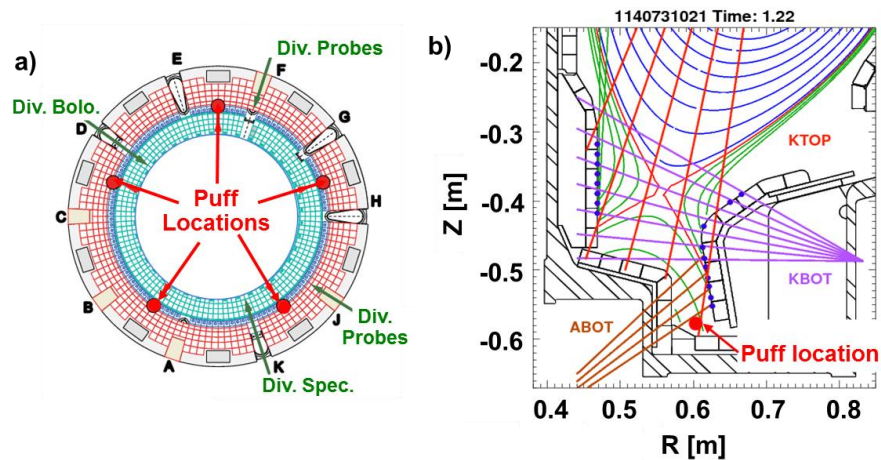 a)
E
Div. Probes
F
Div. Bolo.
D
G
Puff
Locations
C
H
B
J
Div.
Probes
A
K
Div. Spec.
b)
1140731021 Time: 1.22
-0.2
-0.3
-0.4
-0.5
-0.6
Z [m]
KTOP
KBOT
ABOT
Puff location
0.4 0.5 0.6 0.7 0.8
R [m]